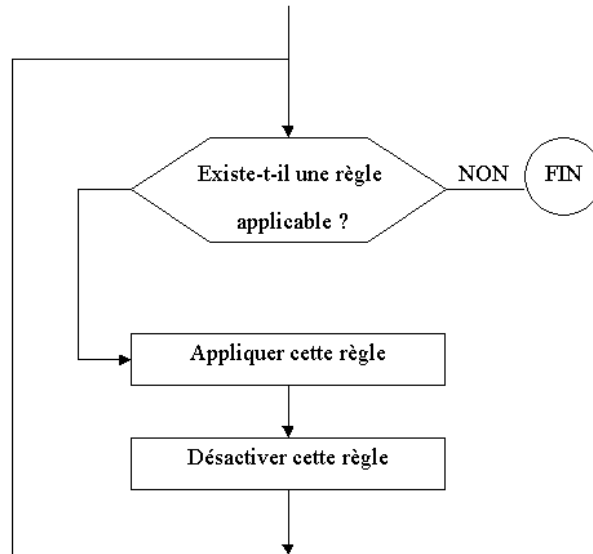 Existe-t-il une règle
applicable ?
NON
FIN
Appliquer cette règle
Désactiver cette règle